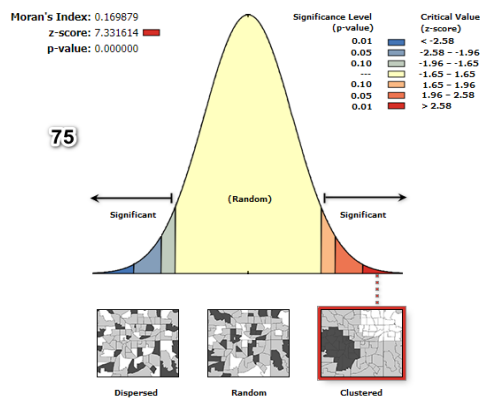 Moran's Index: 0.169879
z-score: 7.331614
p-value: 0.000000
Significance Level
(p-value)
Critical Value
(z-score)
0.01 < -2.58
0.05 -2.58 – -1.96
0.10 -1.96 – -1.65
--- -1.65 – 1.65
0.10 1.65 – 1.96
0.05 1.96 – 2.58
0.01 > 2.58
75
(Random)
Significant Significant
Dispersed Random Clustered